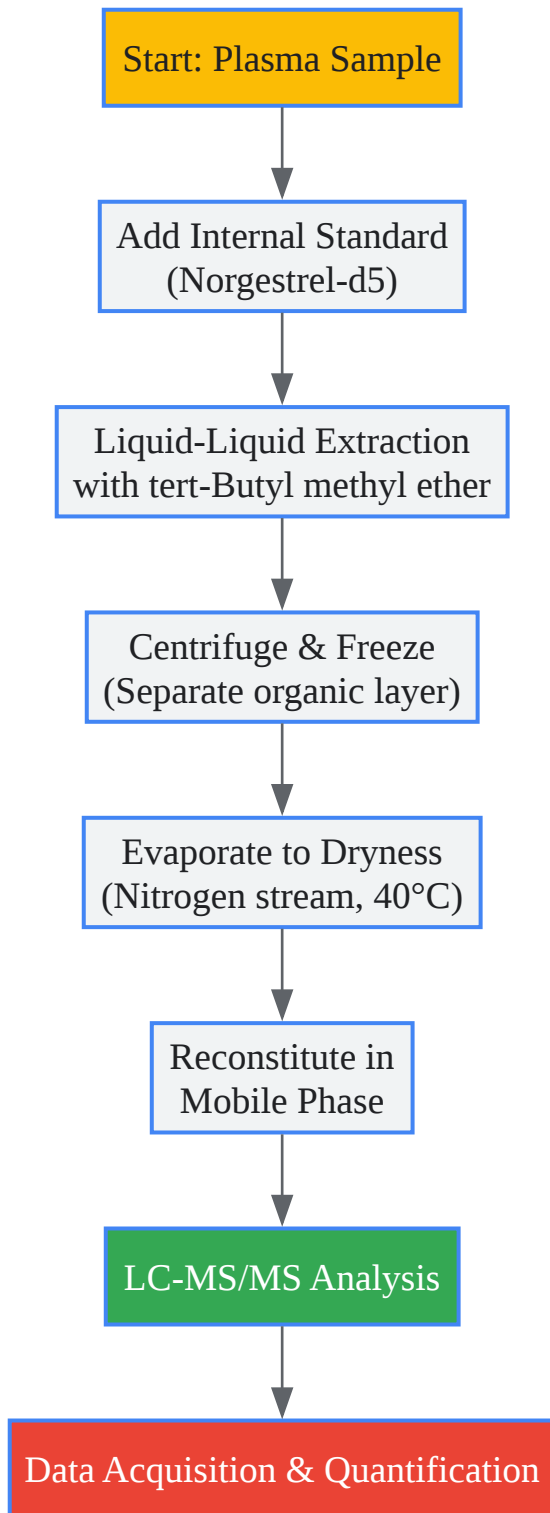 Start: Plasma Sample
Add Internal Standard
(Norgestrel-d5)
Liquid-Liquid Extraction
with tert-Butyl methyl ether
Centrifuge & Freeze
(Separate organic layer)
Evaporate to Dryness
(Nitrogen stream, 40°C)
Reconstitute in
Mobile Phase
LC-MS/MS Analysis
Data Acquisition & Quantification